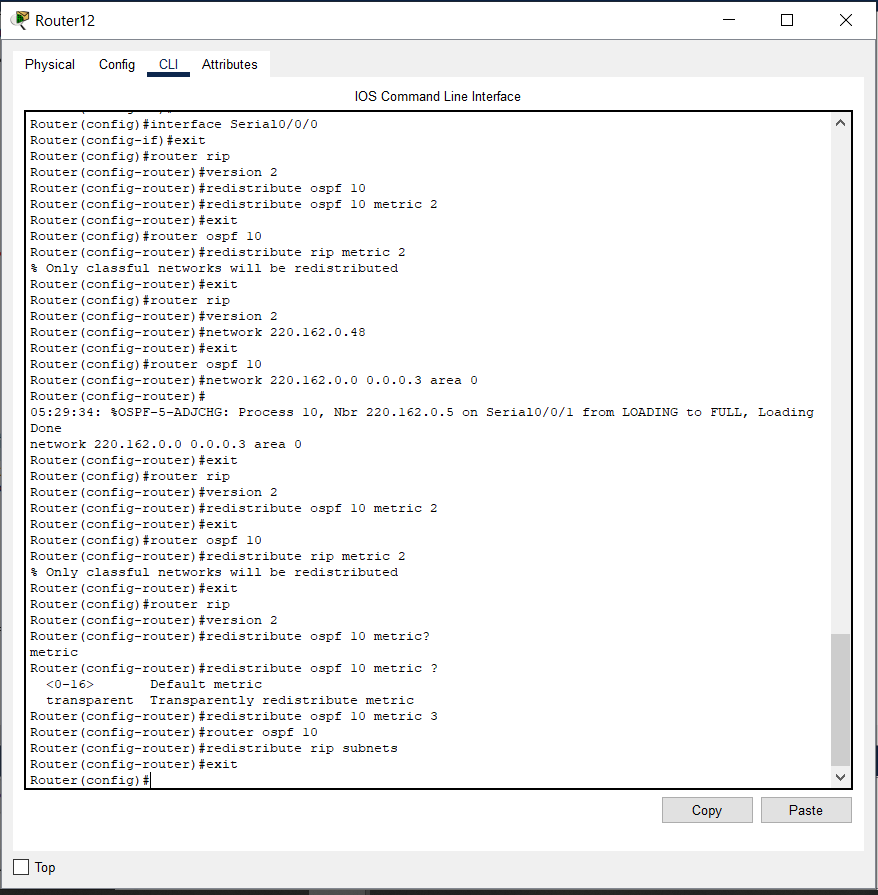 Router12
Physical Config CLI Attributes
IOS Command Line Interface
Router(config)#interface Serial0/0/0
Router(config-if)#exit
Router(config)#router rip
Router(config-router)#version 2
Router(config-router)#redistribute ospf 10
Router(config-router)#redistribute ospf 10 metric 2
Router(config-router)#exit
Router(config)#router ospf 10
Router(config-router)#redistribute rip metric 2
% Only classful networks will be redistributed
Router(config-router)#exit
Router(config)#router rip
Router(config-router)#version 2
Router(config-router)#network 220.162.0.48
Router(config-router)#exit
Router(config)#router ospf 10
Router(config-router)#network 220.162.0.0 0.0.0.3 area 0
Router(config-router)#
05:29:34: %OSPF-5-ADJCHG: Process 10, Nbr 220.162.0.5 on Serial0/0/1 from LOADING to FULL, Loading
Done
network 220.162.0.0 0.0.0.3 area 0
Router(config-router)#exit
Router(config)#router rip
Router(config-router)#version 2
Router(config-router)#redistribute ospf 10 metric 2
Router(config-router)#exit
Router(config)#router ospf 10
Router(config-router)#redistribute rip metric 2
% Only classful networks will be redistributed
Router(config-router)#exit
Router(config)#router rip
Router(config-router)#version 2
Router(config-router)#redistribute ospf 10 metric?
metric
Router(config-router)#redistribute ospf 10 metric ?
  <0-16>       Default metric
  transparent  Transparently redistribute metric
Router(config-router)#redistribute ospf 10 metric 3
Router(config-router)#router ospf 10
Router(config-router)#redistribute rip subnets
Router(config-router)#exit
Router(config)#
Copy Paste
Top